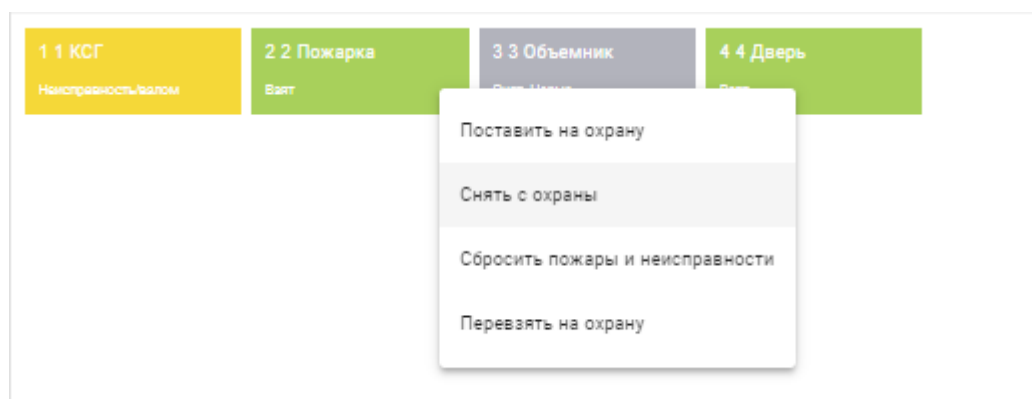 1 1 КСГ
Неисправность/взлом
2 2 Пожарка
Взят
3 3 Объемник
4 4 Дверь
Поставить на охрану
Снять с охраны
Сбросить пожары и неисправности
Перевзять на охрану